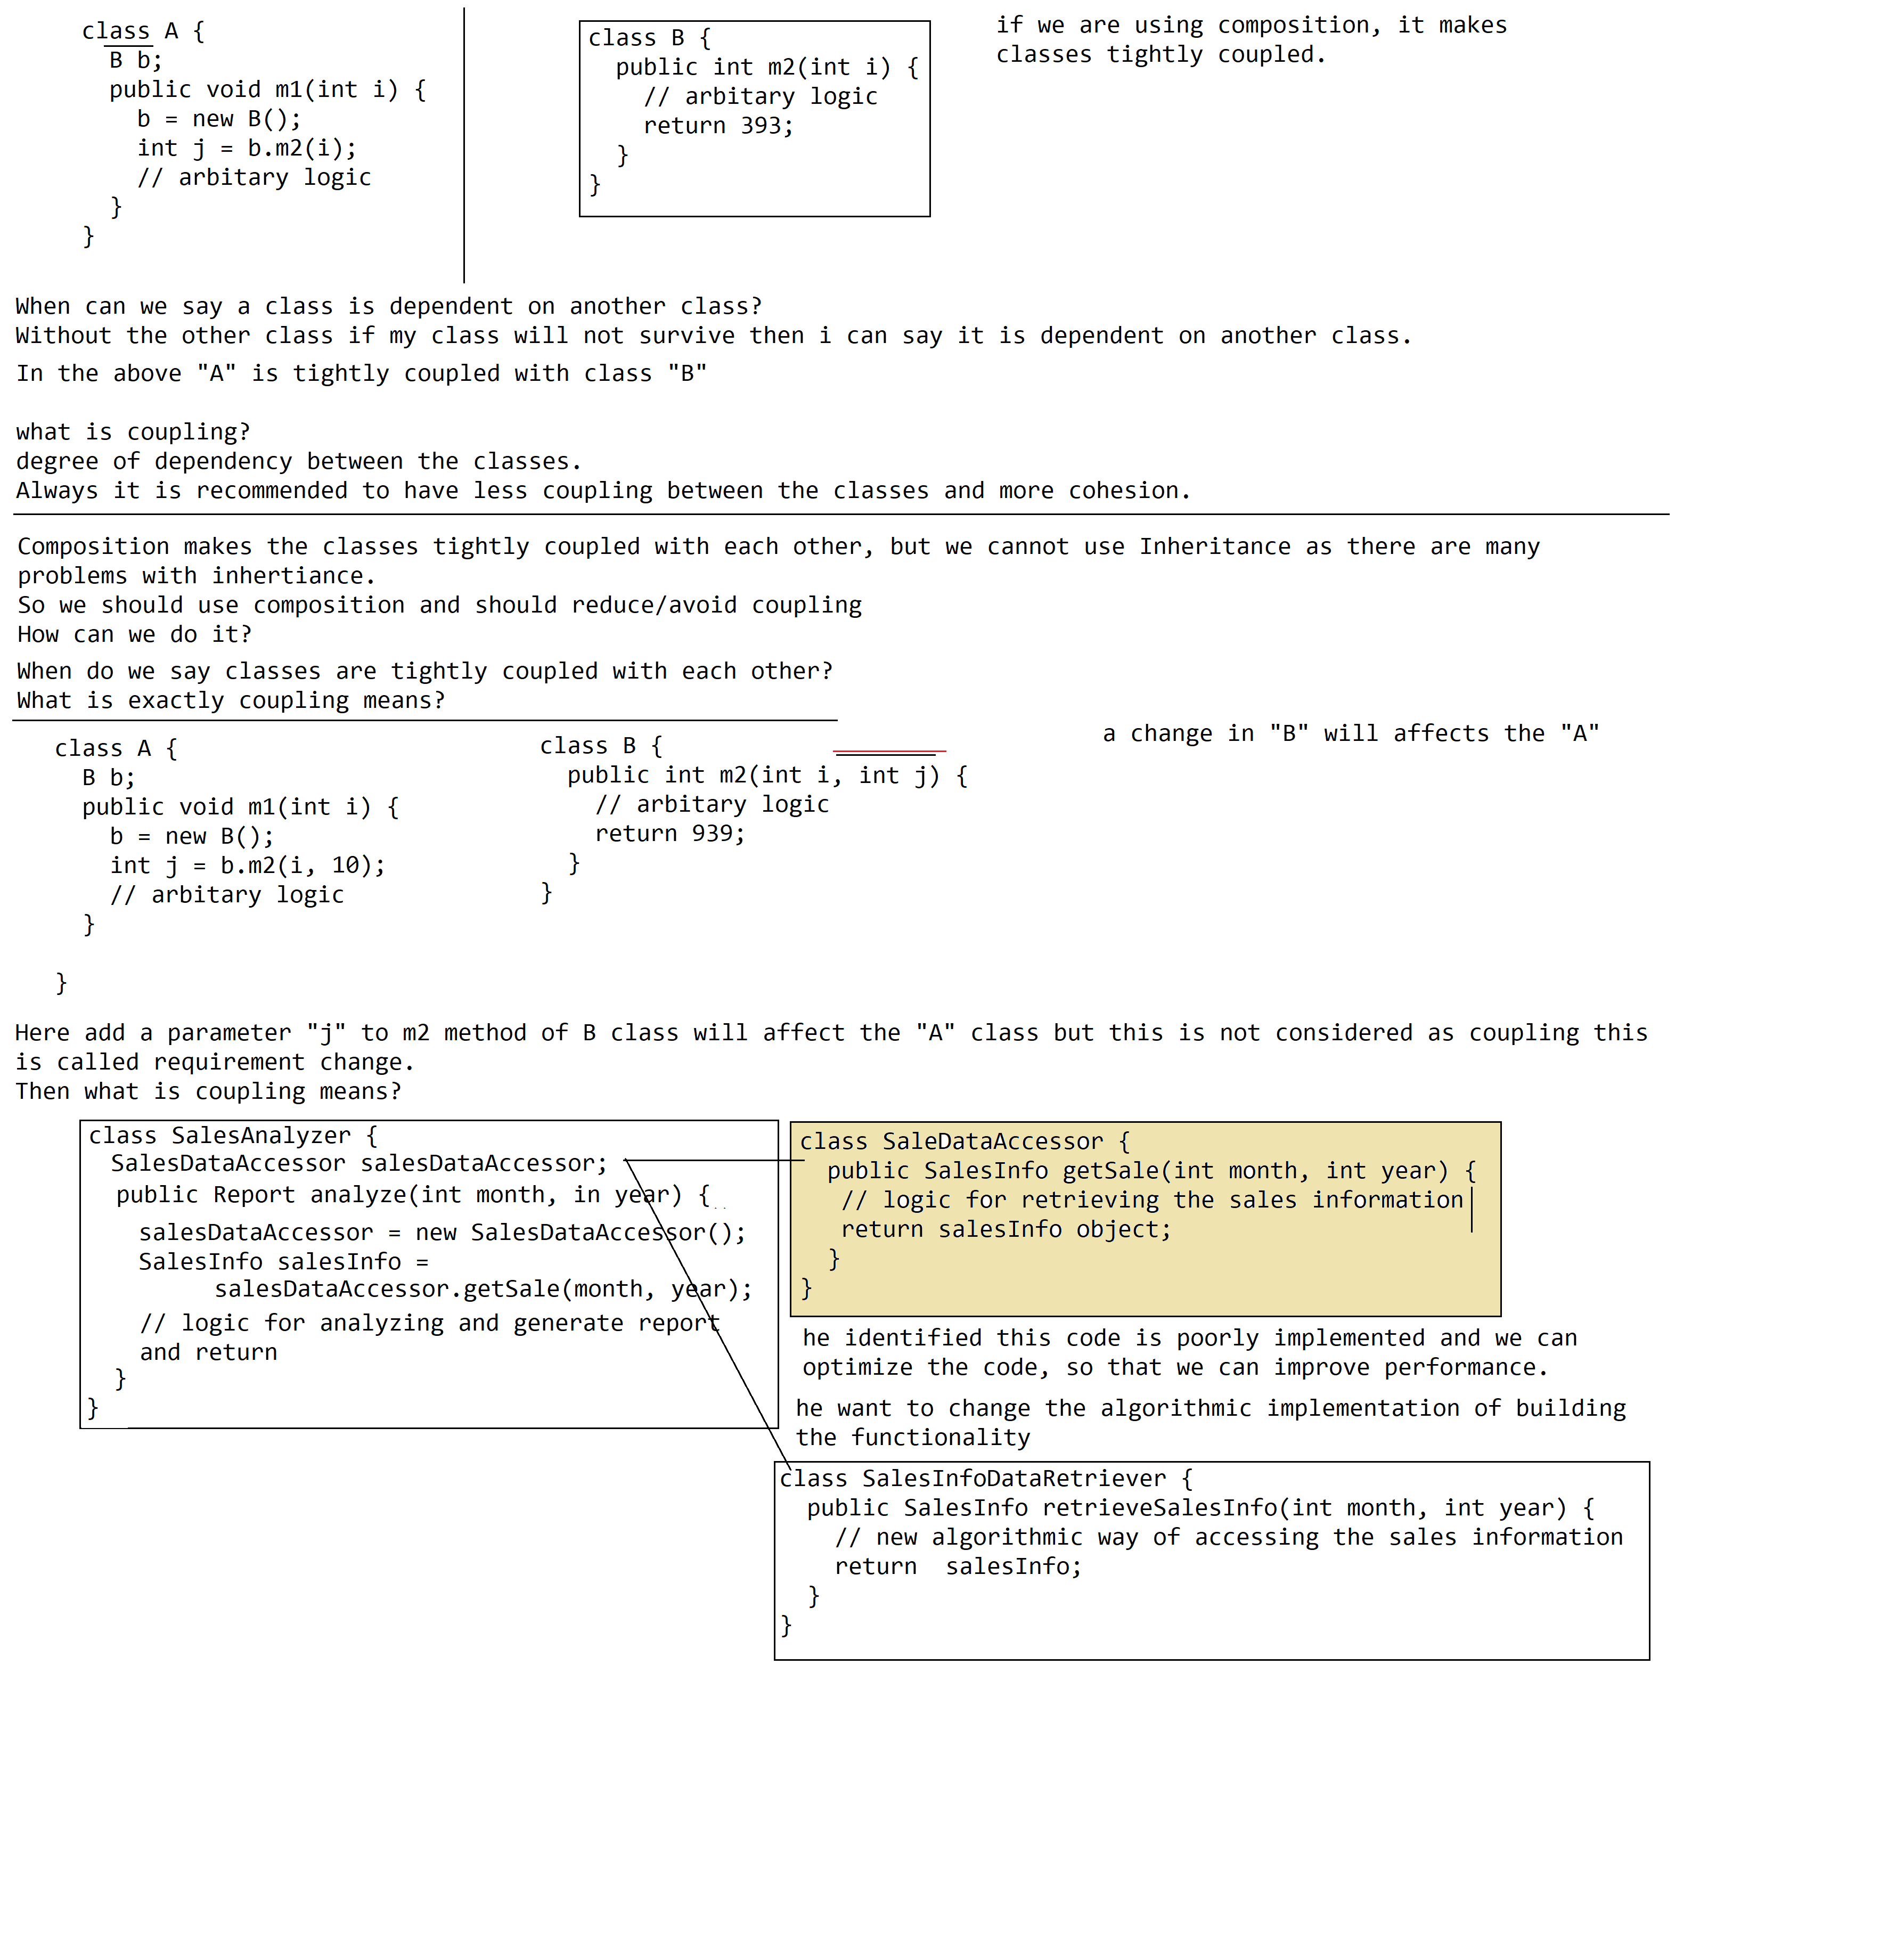 class A {
B b;
public void m1(int i) {
b = new B();
int j = b.m2(i);
// arbitary logic
}
}
class B {
public int m2(int i) {
// arbitary logic
return 393;
}
}
if we are using composition, it makes
classes tightly coupled.
When can we say a class is dependent on another class?
Without the other class if my class will not survive then i can say it is dependent on another class.
In the above "A" is tightly coupled with class "B"
what is coupling?
degree of dependency between the classes.
Always it is recommended to have less coupling between the classes and more cohesion.
Composition makes the classes tightly coupled with each other, but we cannot use Inheritance as there are many
problems with inhertiance.
So we should use composition and should reduce/avoid coupling
How can we do it?
When do we say classes are tightly coupled with each other?
What is exactly coupling means?
class A {
B b;
public void m1(int i) {
b = new B();
int j = b.m2(i, 10);
// arbitary logic
}
}
class B {
public int m2(int i, int j) {
// arbitary logic
return 939;
}
}
a change in "B" will affects the "A"
Here add a parameter "j" to m2 method of B class will affect the "A" class but this is not considered as coupling this
is called requirement change.
Then what is coupling means?
class SalesAnalyzer {
SalesDataAccessor salesDataAccessor;
public Report analyze(int month, in year) {
salesDataAccessor = new SalesDataAccessor();
SalesInfo salesInfo =
salesDataAccessor.getSale(month, year);
// logic for analyzing and generate report
and return
}
}
class SaleDataAccessor {
public SalesInfo getSale(int month, int year) {
// logic for retrieving the sales information
return salesInfo object;
}
}
he identified this code is poorly implemented and we can
optimize the code, so that we can improve performance.
he want to change the algorithmic implementation of building
the functionality
class SalesInfoDataRetriever {
public SalesInfo retrieveSalesInfo(int month, int year) {
// new algorithmic way of accessing the sales information
return  salesInfo;
}
}